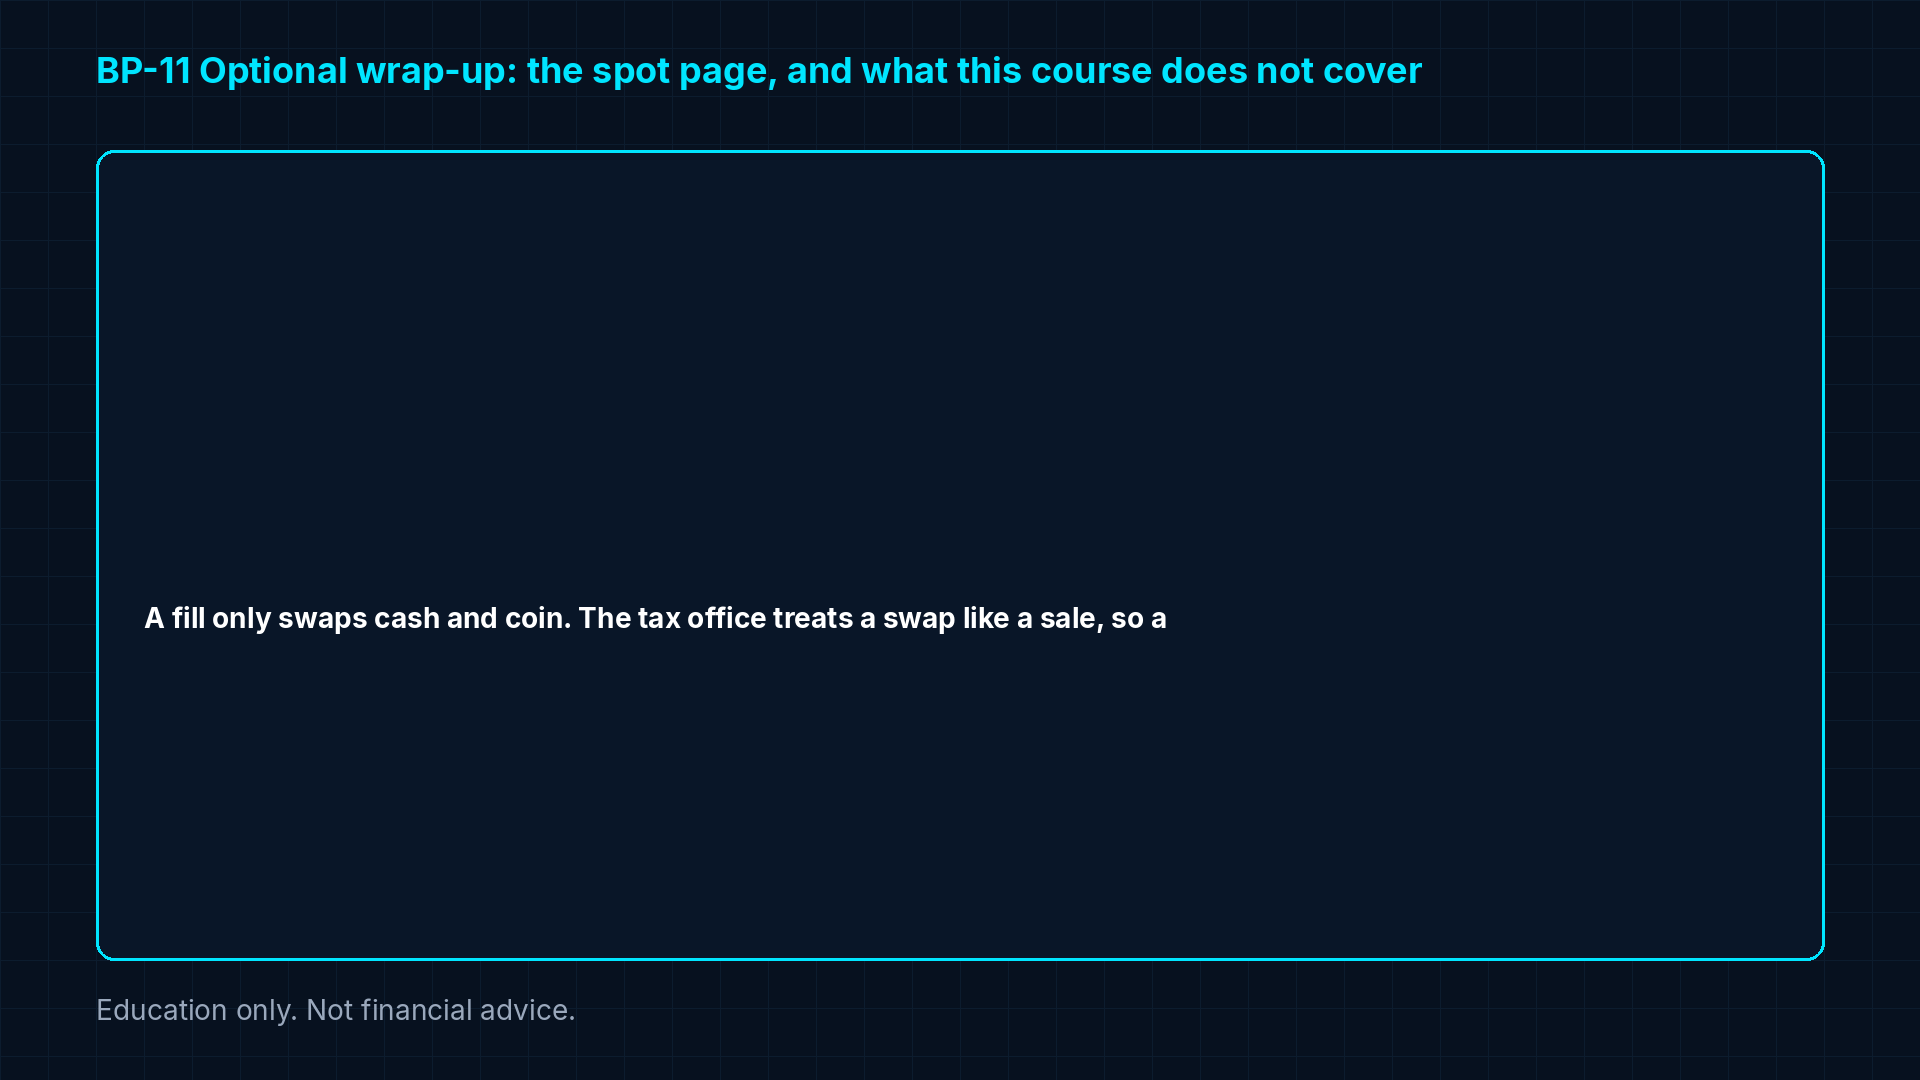 BP-11 Optional wrap-up: the spot page, and what this course does not cover
A fill only swaps cash and coin. The tax office treats a swap like a sale, so a
Education only. Not financial advice.